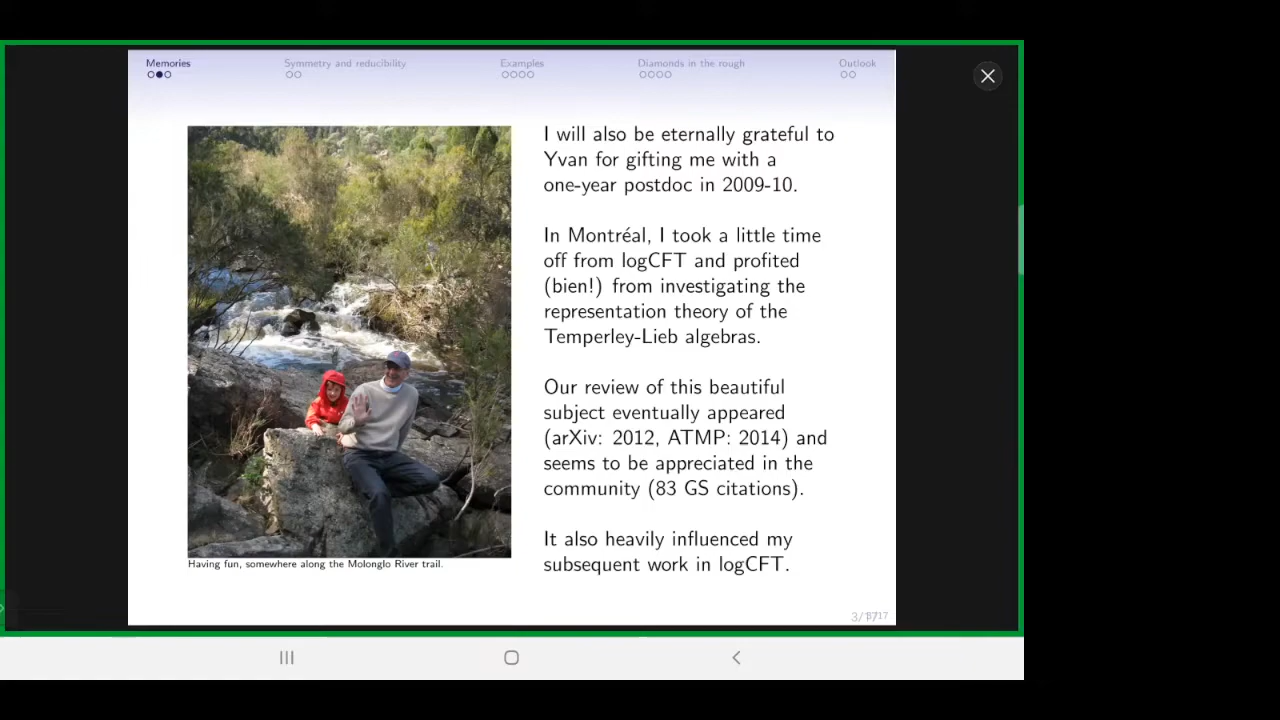 Memories
Symmetry and reducibility
Examples
Diamonds in the rough
Outlook
I will also be eternally grateful to
Yvan for gifting me with a
one-year postdoc in 2009-10.
In Montréal, I took a little time
off from logCFT and profited
(bien!) from investigating the
representation theory of the
Temperley-Lieb algebras.
Our review of this beautiful
subject eventually appeared
(arXiv: 2012, ATMP: 2014) and
seems to be appreciated in the
community (83 GS citations).
It also heavily influenced my
subsequent work in logCFT.
Having fun, somewhere along the Molonglo River trail.